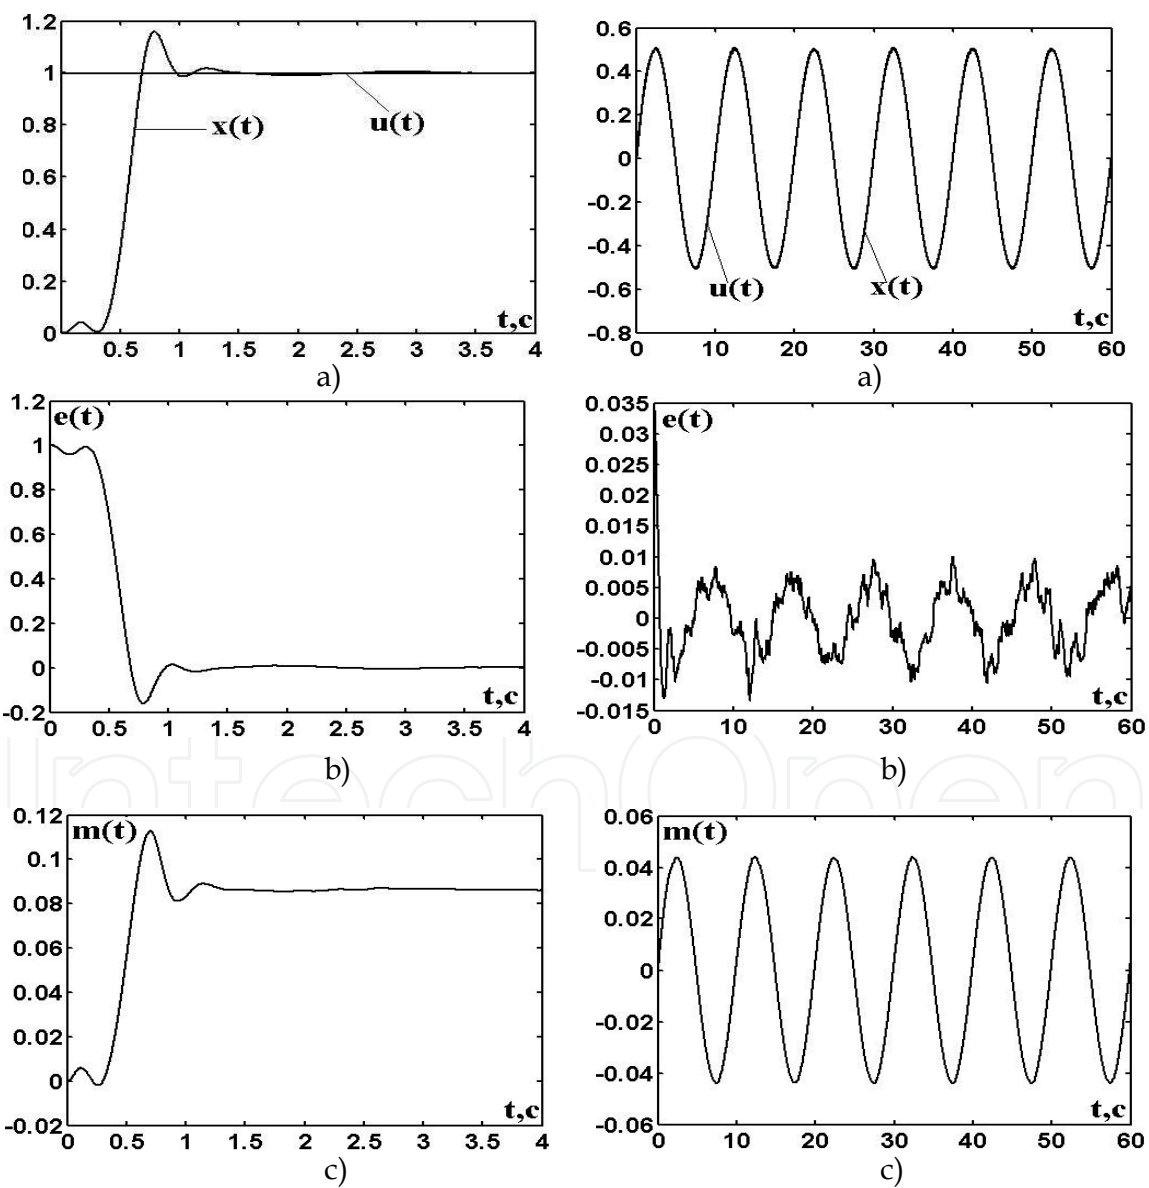 1.2
1
0.8
0.6
0.4
0.2
0
x(t)
u(t)
t,c
0.5 1 1.5 2 2.5 3 3.5 4
a)
0.6
0.4
0.2
0
-0.2
-0.4
-0.6
-0.8
u(t)
x(t)
t,c
0 10 20 30 40 50 60
a)
1.2
1
0.8
0.6
0.4
0.2
0
-0.2
e(t)
t,c
0 0.5 1 1.5 2 2.5 3 3.5 4
b)
0.035
0.03
0.025
0.02
0.015
0.01
0.005
0
-0.005
-0.01
-0.015
e(t)
t,c
0 10 20 30 40 50 60
b)
IntechOpen
0.12
0.1
0.08
0.06
0.04
0.02
0
-0.02
m(t)
t,c
0 0.5 1 1.5 2 2.5 3 3.5 4
c)
0.06
0.04
0.02
0
-0.02
-0.04
-0.06
m(t)
t,c
0 10 20 30 40 50 60
c)